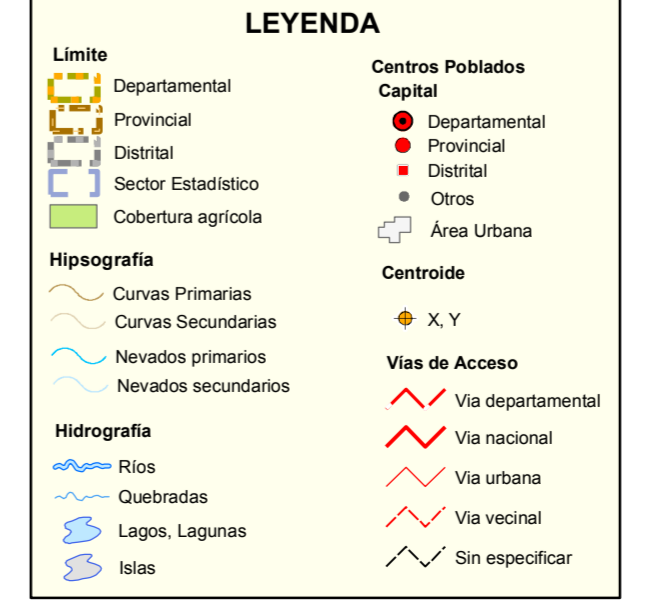 LEYENDA
Límite
Departamental
Provincial
Distrital
Sector Estadístico
Cobertura agrícola
Hipsografía
Curvas Primarias
Curvas Secundarias
Nevados primarios
Nevados secundarios
Hidrografía
Ríos
Quebradas
Lagos, Lagunas
Islas
Centros Poblados
Capital
Departamental
Provincial
Distrital
Otros
Área Urbana
Centroide
X, Y
Vías de Acceso
Via departamental
Via nacional
Via urbana
Via vecinal
Sin especificar